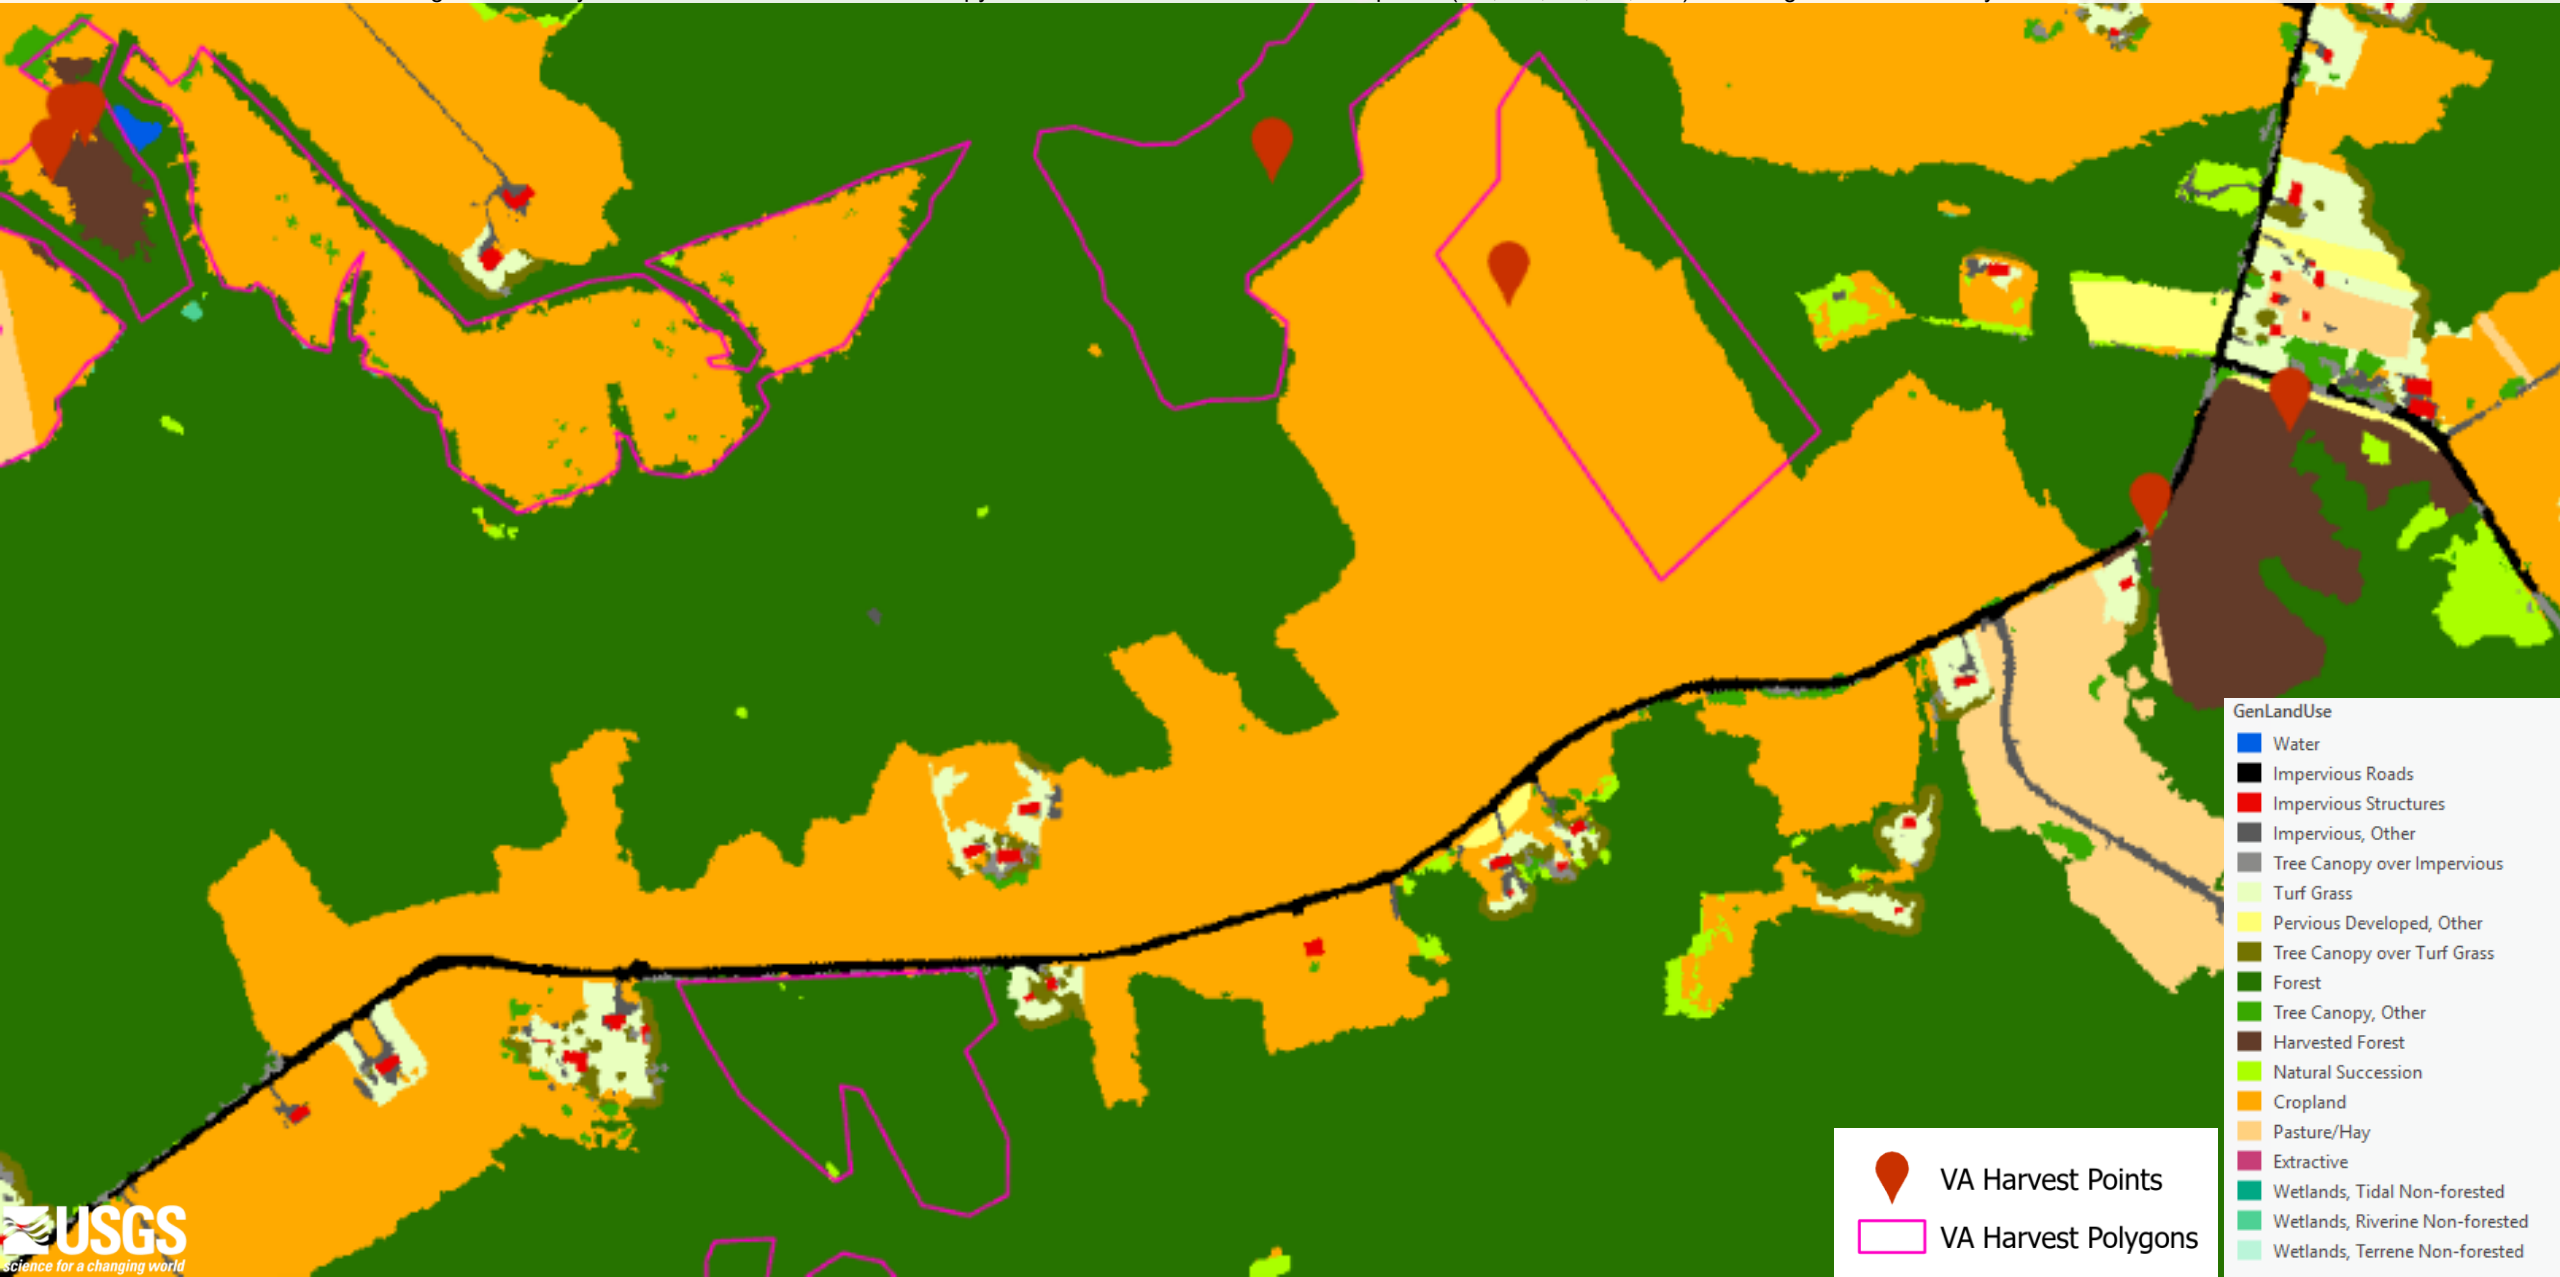 VA Harvest Points
VA Harvest Polygons
GenLandUse
Water
Impervious Roads
Impervious Structures
Impervious, Other
Tree Canopy over Impervious
Turf Grass
Pervious Developed, Other
Tree Canopy over Turf Grass
Forest
Tree Canopy, Other
Harvested Forest
Natural Succession
Cropland
Pasture/Hay
Extractive
Wetlands, Tidal Non-forested
Wetlands, Riverine Non-forested
Wetlands, Terrene Non-forested
USGS
science for a changing world